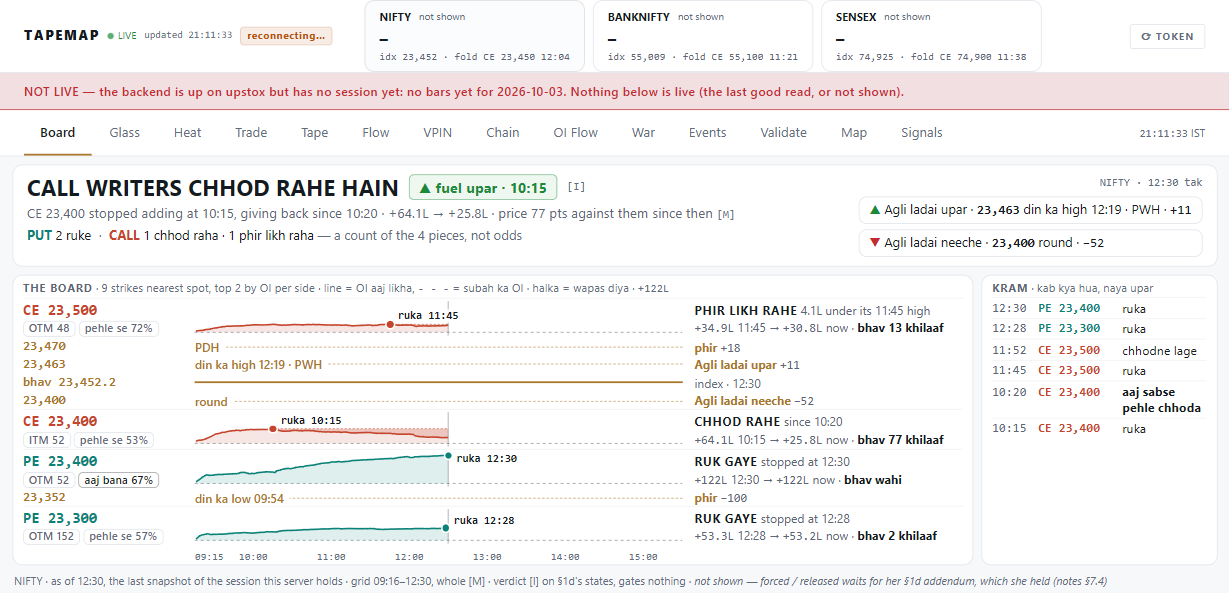 TAPEMAP ● LIVE updated 21:11:33 reconnecting…
NIFTY not shown
–
idx 23,452 · fold CE 23,450 12:04
BANKNIFTY not shown
–
idx 55,009 · fold CE 55,100 11:21
SENSEX not shown
–
idx 74,925 · fold CE 74,900 11:38
⟳ TOKEN
NOT LIVE — the backend is up on upstox but has no session yet: no bars yet for 2026-10-03. Nothing below is live (the last good read, or not shown).
Board Glass Heat Trade Tape Flow VPIN Chain OI Flow War Events Validate Map Signals 21:11:33 IST
CALL WRITERS CHHOD RAHE HAIN ▲ fuel upar · 10:15 [I]
CE 23,400 stopped adding at 10:15, giving back since 10:20 · +64.1L → +25.8L · price 77 pts against them since then [M]
PUT 2 ruke · CALL 1 chhod raha · 1 phir likh raha — a count of the 4 pieces, not odds
NIFTY · 12:30 tak
▲ Agli ladai upar · 23,463 din ka high 12:19 · PWH · +11
▼ Agli ladai neeche · 23,400 round · −52
THE BOARD · 9 strikes nearest spot, top 2 by OI per side · line = OI aaj likha, - - - = subah ka OI · halka = wapas diya · +122L
CE 23,500
OTM 48 pehle se 72%
ruka 11:45
PHIR LIKH RAHE 4.1L under its 11:45 high
+34.9L 11:45 → +30.8L now · bhav 13 khilaaf
23,470 PDH phir +18
23,463 din ka high 12:19 · PWH Agli ladai upar +11
bhav 23,452.2 index · 12:30
23,400 round Agli ladai neeche −52
CE 23,400
ITM 52 pehle se 53%
ruka 10:15
CHHOD RAHE since 10:20
+64.1L 10:15 → +25.8L now · bhav 77 khilaaf
PE 23,400
OTM 52 aaj bana 67%
ruka 12:30
RUK GAYE stopped at 12:30
+122L 12:30 → +122L now · bhav wahi
23,352 din ka low 09:54 phir −100
PE 23,300
OTM 152 pehle se 57%
ruka 12:28
RUK GAYE stopped at 12:28
+53.3L 12:28 → +53.2L now · bhav 2 khilaaf
09:15 10:00 11:00 12:00 13:00 14:00 15:00
KRAM · kab kya hua, naya upar
12:30 PE 23,400 ruka
12:28 PE 23,300 ruka
11:52 CE 23,500 chhodne lage
11:45 CE 23,500 ruka
10:20 CE 23,400 aaj sabse
pehle chhoda
10:15 CE 23,400 ruka
NIFTY · as of 12:30, the last snapshot of the session this server holds · grid 09:16–12:30, whole [M] · verdict [I] on §1d's states, gates nothing · not shown — forced / released waits for her §1d addendum, which she held (notes §7.4)